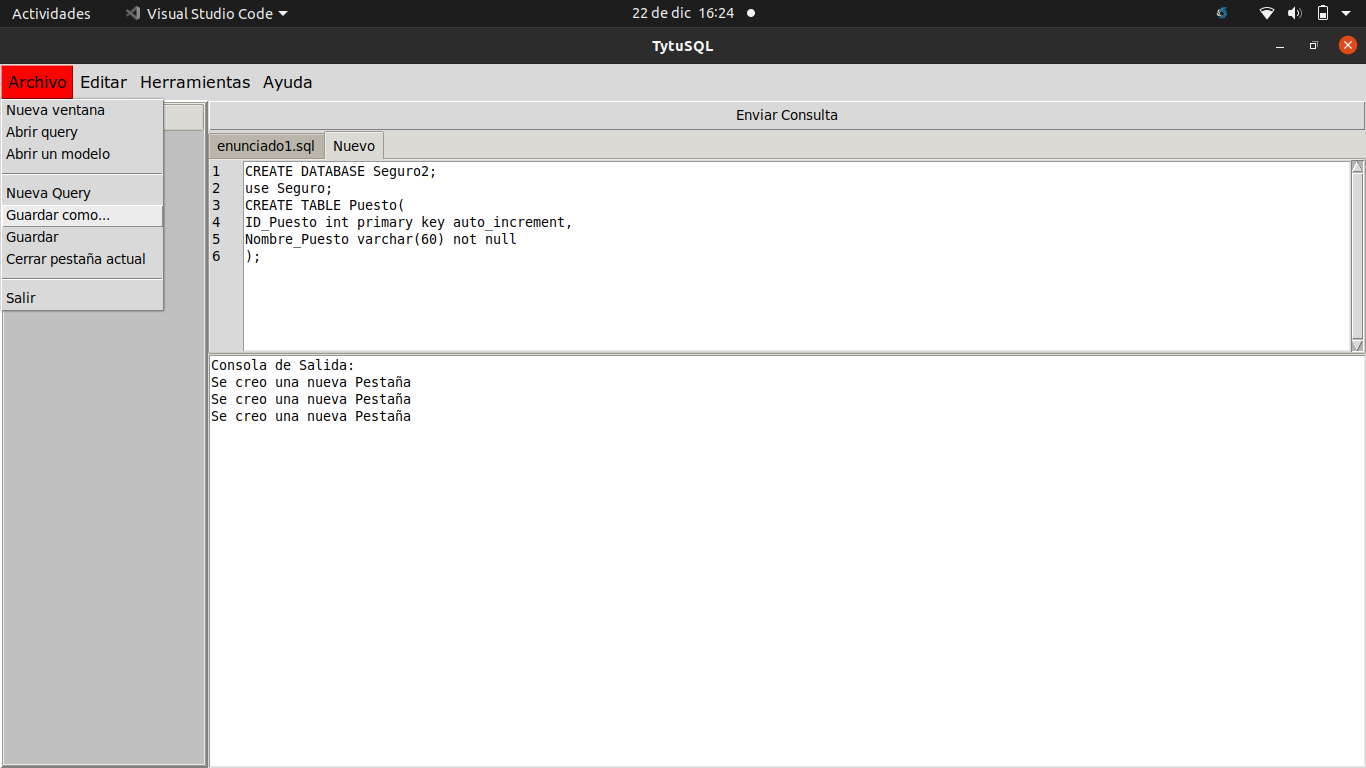 Actividades
Visual Studio Code
22 de dic 16:24
TytuSQL
Archivo Editar Herramientas Ayuda
Nueva ventana
Abrir query
Abrir un modelo
Nueva Query
Guardar como...
Guardar
Cerrar pestaña actual
Salir
Enviar Consulta
enunciado1.sql
Nuevo
1 CREATE DATABASE Seguro2;
2 use Seguro;
3 CREATE TABLE Puesto(
4 ID_Puesto int primary key auto_increment,
5 Nombre_Puesto varchar(60) not null
6 );
Consola de Salida:
Se creo una nueva Pestaña
Se creo una nueva Pestaña
Se creo una nueva Pestaña